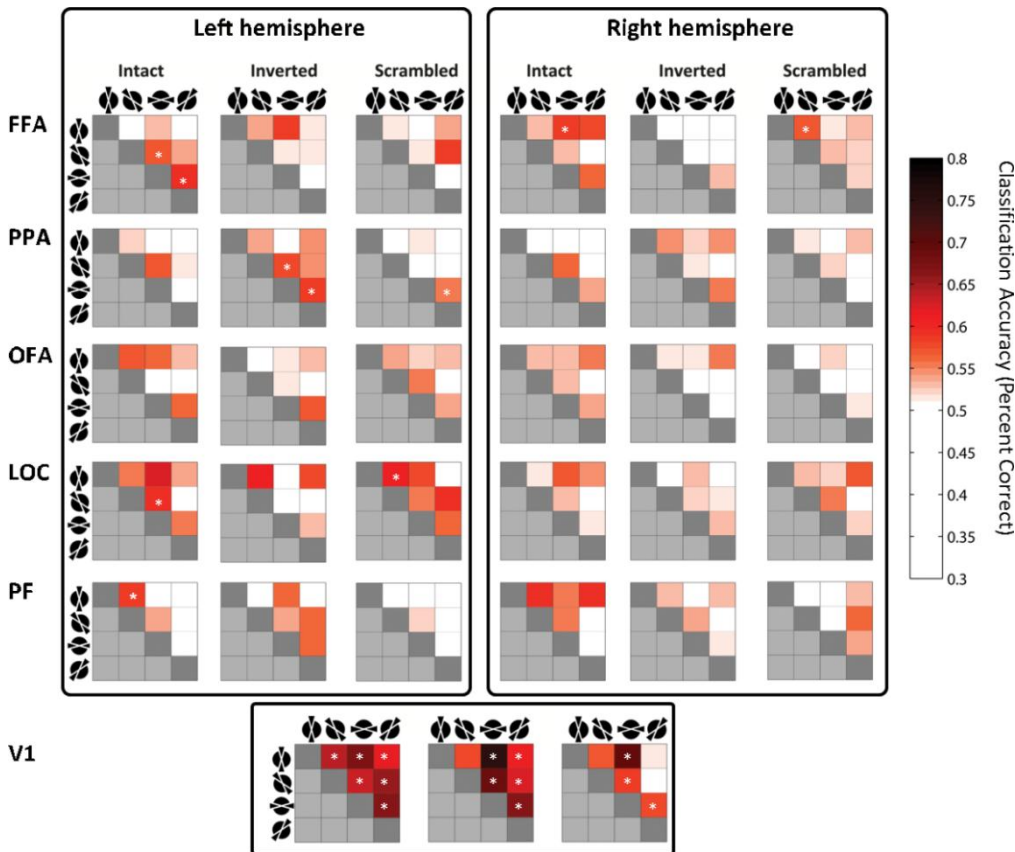 Left hemisphere
Right hemisphere
Intact
Inverted
Scrambled
Intact
Inverted
Scrambled
FFA
*
*
*
*
PPA
*
*
*
OFA
LOC
*
*
PF
*
V1
* * *
* *
*
* *
* *
*
*
*
*
0.8
0.75
0.7
0.65
0.6
0.55
0.5
0.45
0.4
0.35
0.3
Classification Accuracy (Percent Correct)